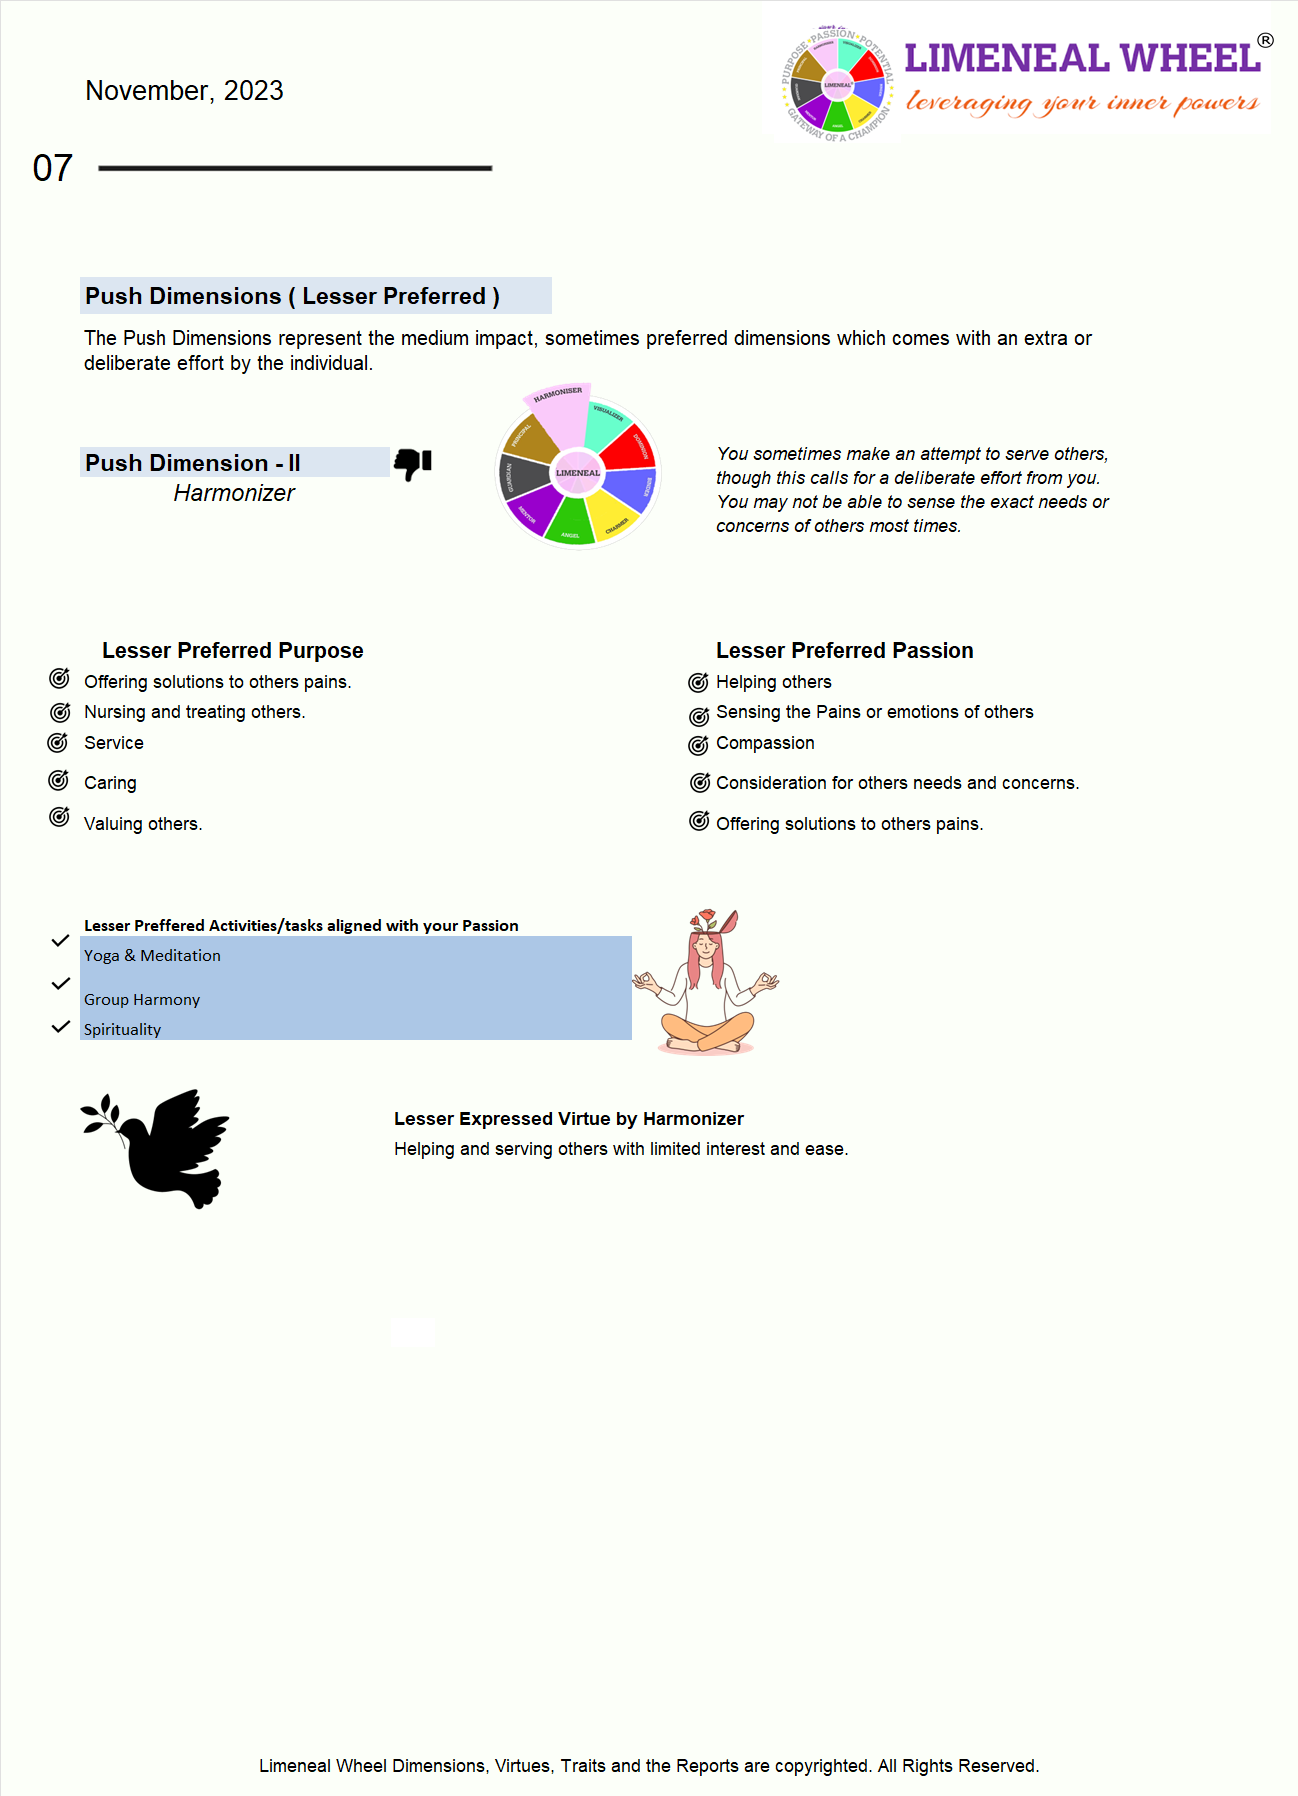 November, 2023
PURPOSE PASSION POTENTIAL
GATEWAY OF A CHAMPION
LIMENEAL
LIMENEAL WHEEL®
leveraging your inner powers
07
Push Dimensions ( Lesser Preferred )
The Push Dimensions represent the medium impact, sometimes preferred dimensions which comes with an extra or
deliberate effort by the individual.
Push Dimension - II
Harmonizer
HARMONISER
VISUALIZER
DOMINION
BINDER
CHARMER
ANGEL
MENTOR
GUARDIAN
PRINCIPAL
LIMENEAL
You sometimes make an attempt to serve others,
though this calls for a deliberate effort from you.
You may not be able to sense the exact needs or
concerns of others most times.
Lesser Preferred Purpose
Offering solutions to others pains.
Nursing and treating others.
Service
Caring
Valuing others.
Lesser Preferred Passion
Helping others
Sensing the Pains or emotions of others
Compassion
Consideration for others needs and concerns.
Offering solutions to others pains.
Lesser Preffered Activities/tasks aligned with your Passion
Yoga & Meditation
Group Harmony
Spirituality
Lesser Expressed Virtue by Harmonizer
Helping and serving others with limited interest and ease.
Limeneal Wheel Dimensions, Virtues, Traits and the Reports are copyrighted. All Rights Reserved.